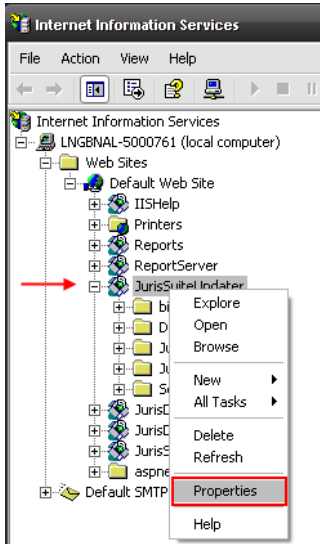 Internet Information Services
File Action View Help
Internet Information Services
LNGBNAL-5000761 (local computer)
Web Sites
Default Web Site
IISHelp
Printers
Reports
ReportServer
JurisSuiteUpdater
Explore
Open
Browse
New
All Tasks
Delete
Refresh
aspne
Default SMTP
Properties
Help